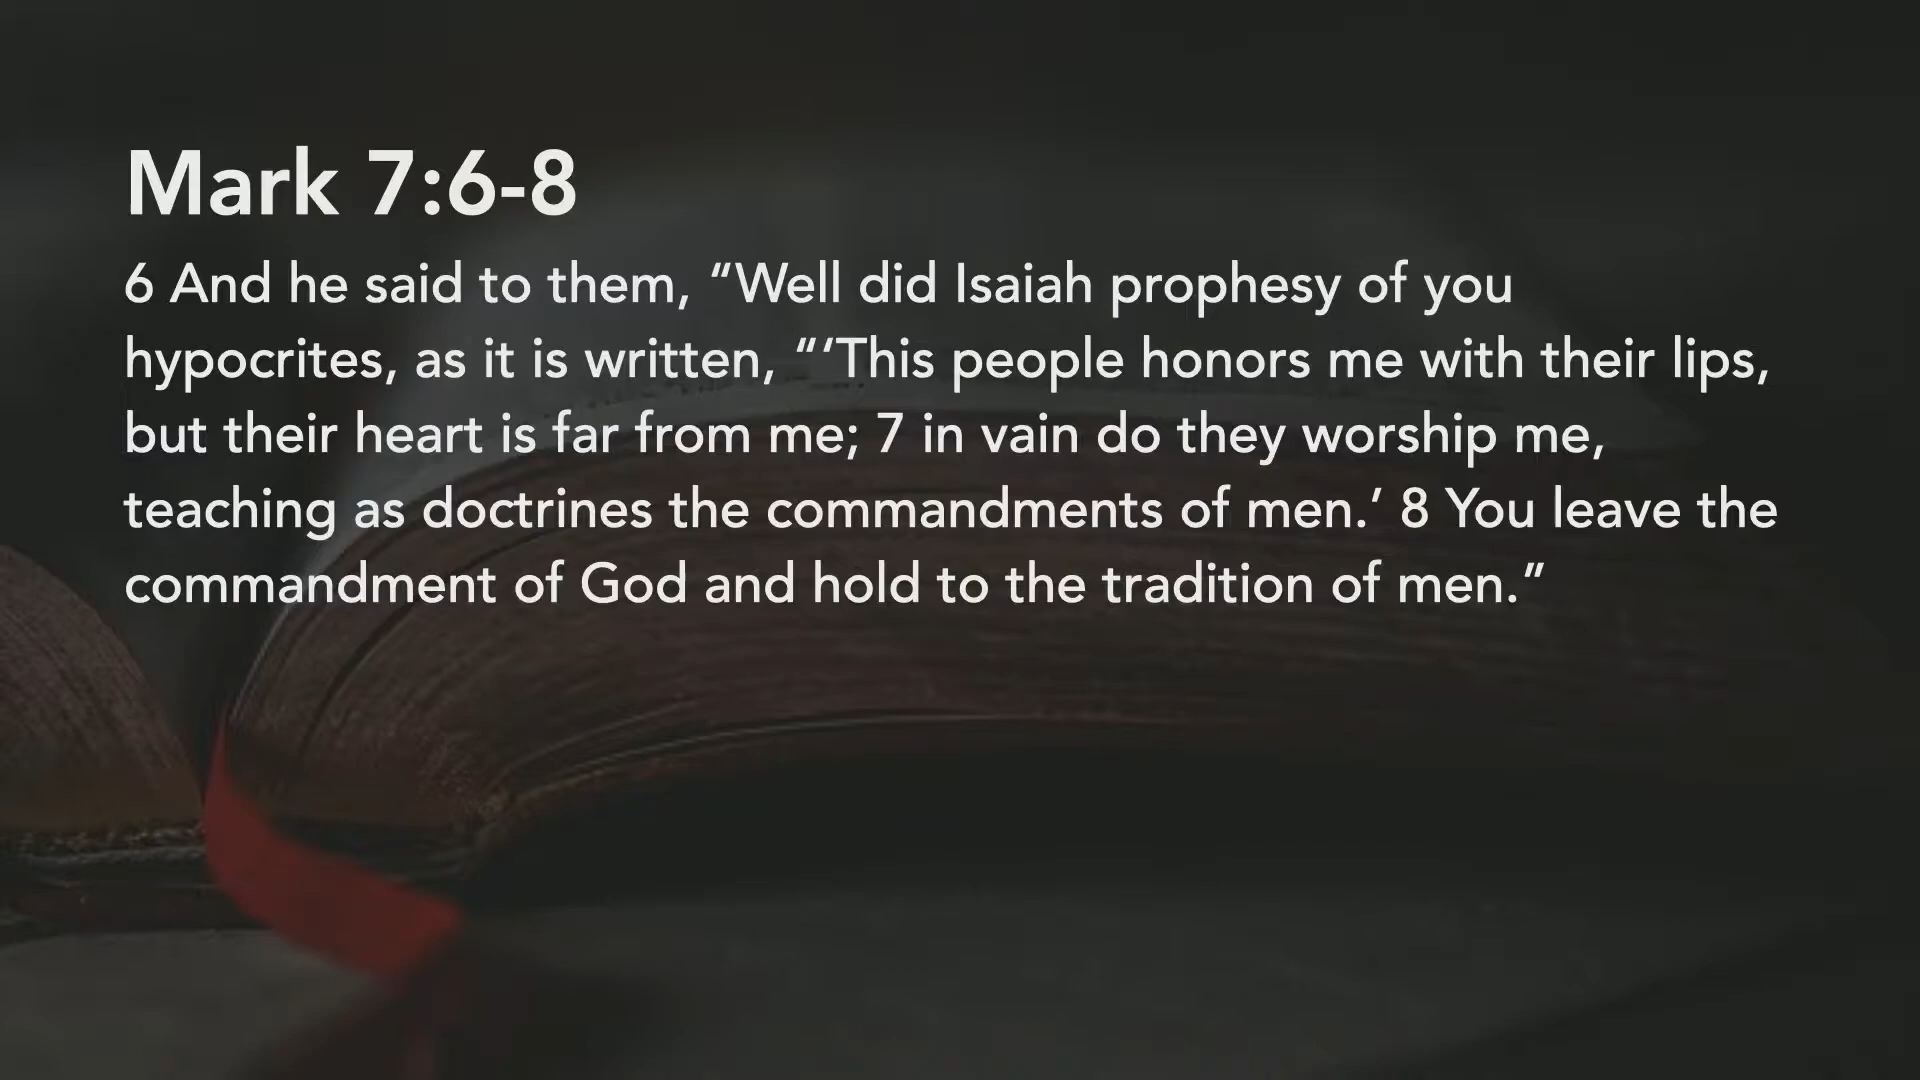 Mark 7:6-8
6 And he said to them, “Well did Isaiah prophesy of you
hypocrites, as it is written, “‘This people honors me with their lips,
but their heart is far from me; 7 in vain do they worship me,
teaching as doctrines the commandments of men.’ 8 You leave the
commandment of God and hold to the tradition of men.”